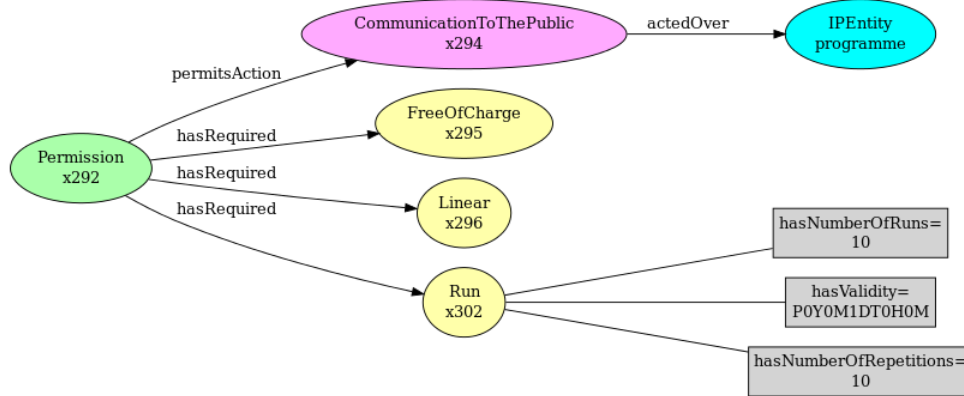 CommunicationToThePublic
x294
actedOver
IPEntity
programme
permitsAction
FreeOfCharge
x295
hasRequired
Permission
x292
hasRequired
Linear
x296
hasRequired
Run
x302
hasNumberOfRuns=
10
hasValidity=
P0Y0M1DT0H0M
hasNumberOfRepetitions=
10